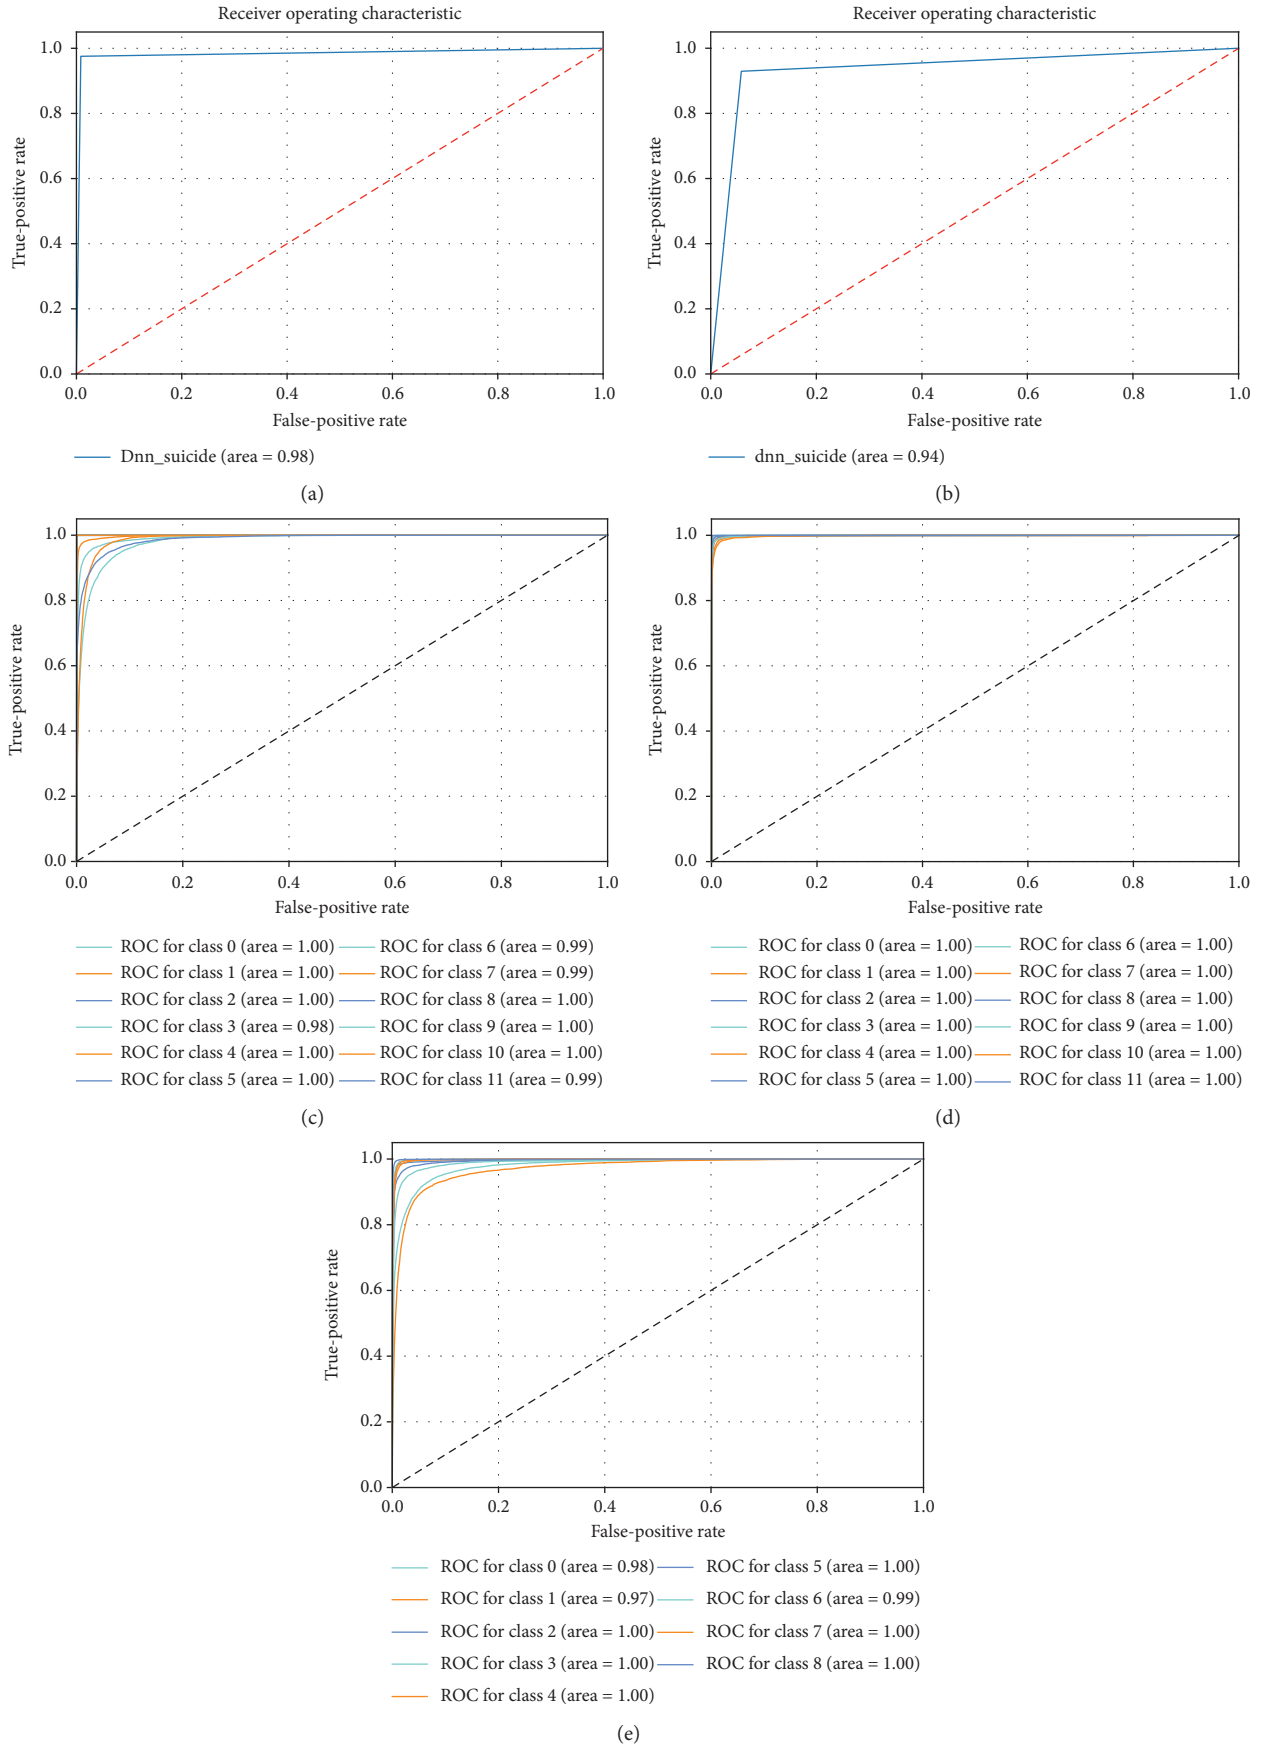 Receiver operating characteristic
1.0
0.8
0.6
0.4
0.2
0.0
True-positive rate
0.0 0.2 0.4 0.6 0.8 1.0
False-positive rate
Dnn_suicide (area = 0.98)
(a)
Receiver operating characteristic
1.0
0.8
0.6
0.4
0.2
0.0
True-positive rate
0.0 0.2 0.4 0.6 0.8 1.0
False-positive rate
dnn_suicide (area = 0.94)
(b)
1.0
0.8
0.6
0.4
0.2
0.0
True-positive rate
0.0 0.2 0.4 0.6 0.8 1.0
False-positive rate
ROC for class 0 (area = 1.00)
ROC for class 1 (area = 1.00)
ROC for class 2 (area = 1.00)
ROC for class 3 (area = 0.98)
ROC for class 4 (area = 1.00)
ROC for class 5 (area = 1.00)
ROC for class 6 (area = 0.99)
ROC for class 7 (area = 0.99)
ROC for class 8 (area = 1.00)
ROC for class 9 (area = 1.00)
ROC for class 10 (area = 1.00)
ROC for class 11 (area = 0.99)
(c)
1.0
0.8
0.6
0.4
0.2
0.0
True-positive rate
0.0 0.2 0.4 0.6 0.8 1.0
False-positive rate
ROC for class 0 (area = 1.00)
ROC for class 1 (area = 1.00)
ROC for class 2 (area = 1.00)
ROC for class 3 (area = 1.00)
ROC for class 4 (area = 1.00)
ROC for class 5 (area = 1.00)
ROC for class 6 (area = 1.00)
ROC for class 7 (area = 1.00)
ROC for class 8 (area = 1.00)
ROC for class 9 (area = 1.00)
ROC for class 10 (area = 1.00)
ROC for class 11 (area = 1.00)
(d)
1.0
0.8
0.6
0.4
0.2
0.0
True-positive rate
0.0 0.2 0.4 0.6 0.8 1.0
False-positive rate
ROC for class 0 (area = 0.98)
ROC for class 1 (area = 0.97)
ROC for class 2 (area = 1.00)
ROC for class 3 (area = 1.00)
ROC for class 4 (area = 1.00)
ROC for class 5 (area = 1.00)
ROC for class 6 (area = 0.99)
ROC for class 7 (area = 1.00)
ROC for class 8 (area = 1.00)
(e)